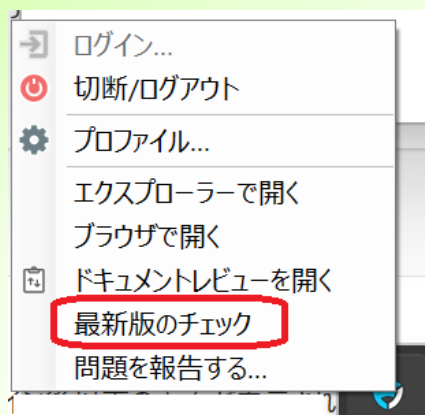 ログイン...
切断/ログアウト
プロファイル...
エクスプローラーで開く
ブラウザで開く
ドキュメントレビューを開く
最新版のチェック
問題を報告する...